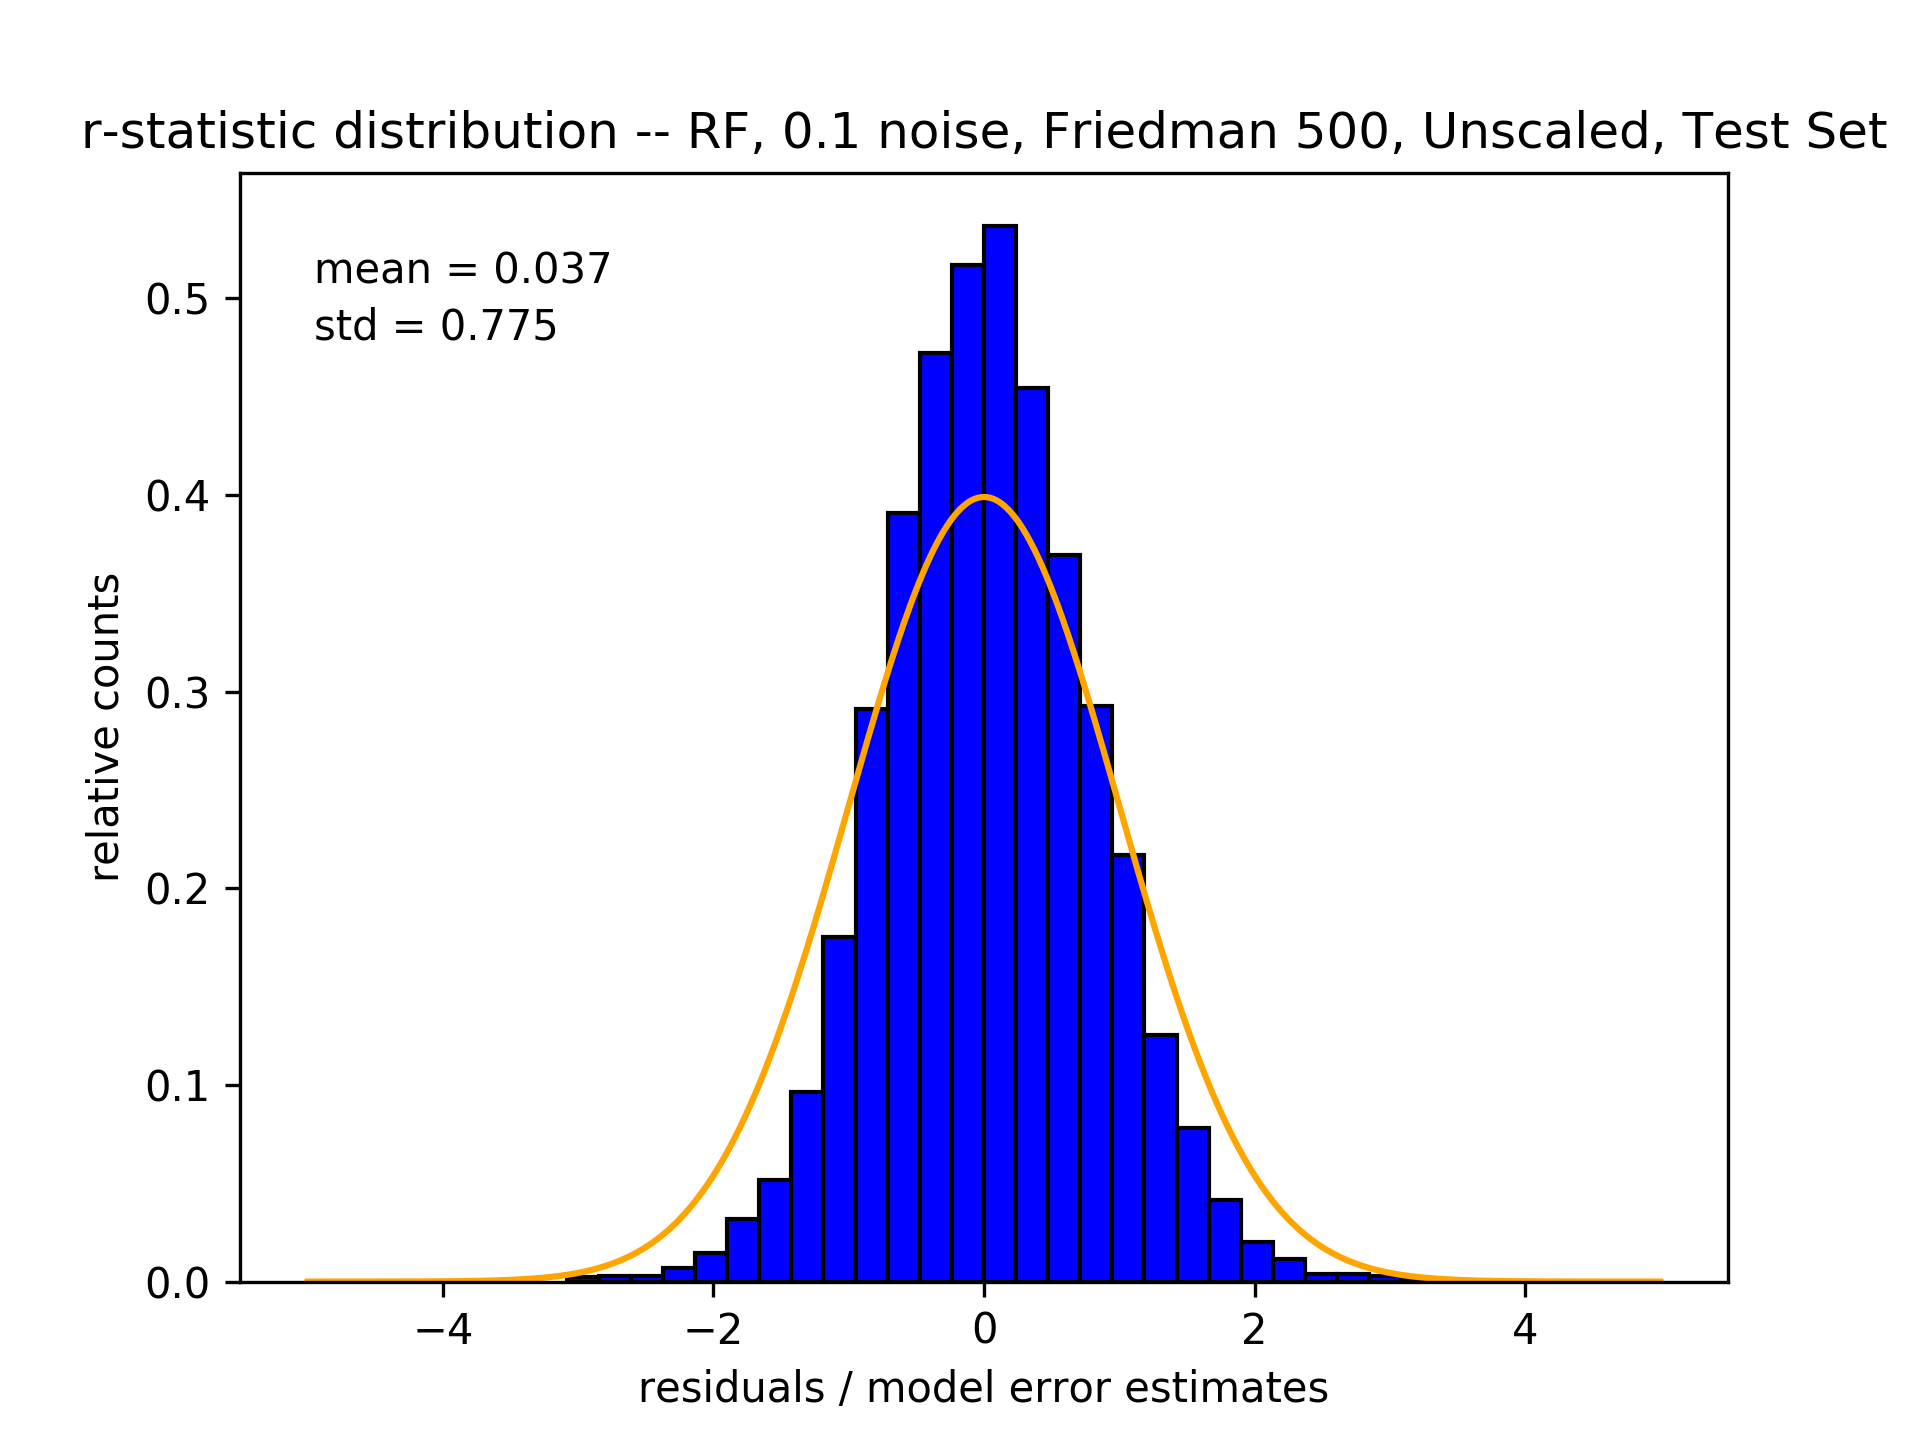 r-statistic distribution -- RF, 0.1 noise, Friedman 500, Unscaled, Test Set
mean = 0.037
std = 0.775
0.5
0.4
0.3
0.2
0.1
0.0
relative counts
−4 −2 0 2 4
residuals / model error estimates